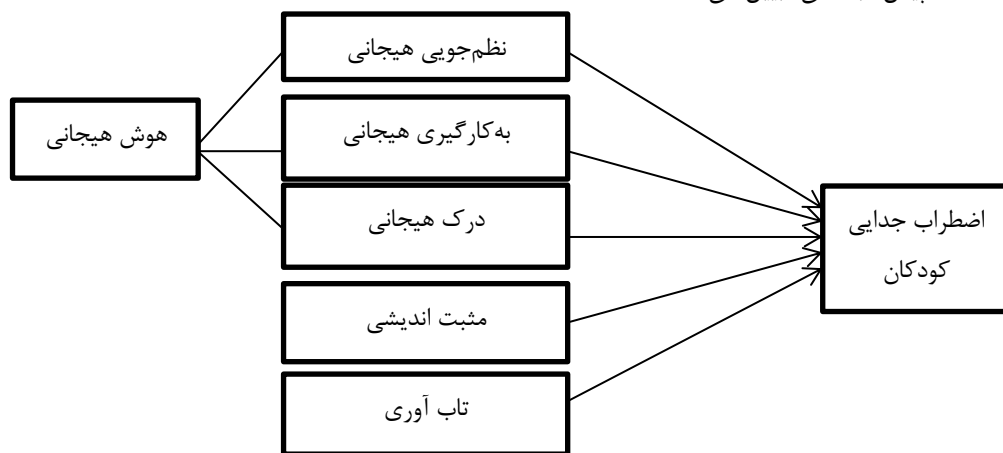 نظم‌جویی هیجانی
هوش هیجانی
به‌کارگیری هیجانی
درک هیجانی
اضطراب جدایی
کودکان
مثبت اندیشی
تاب آوری